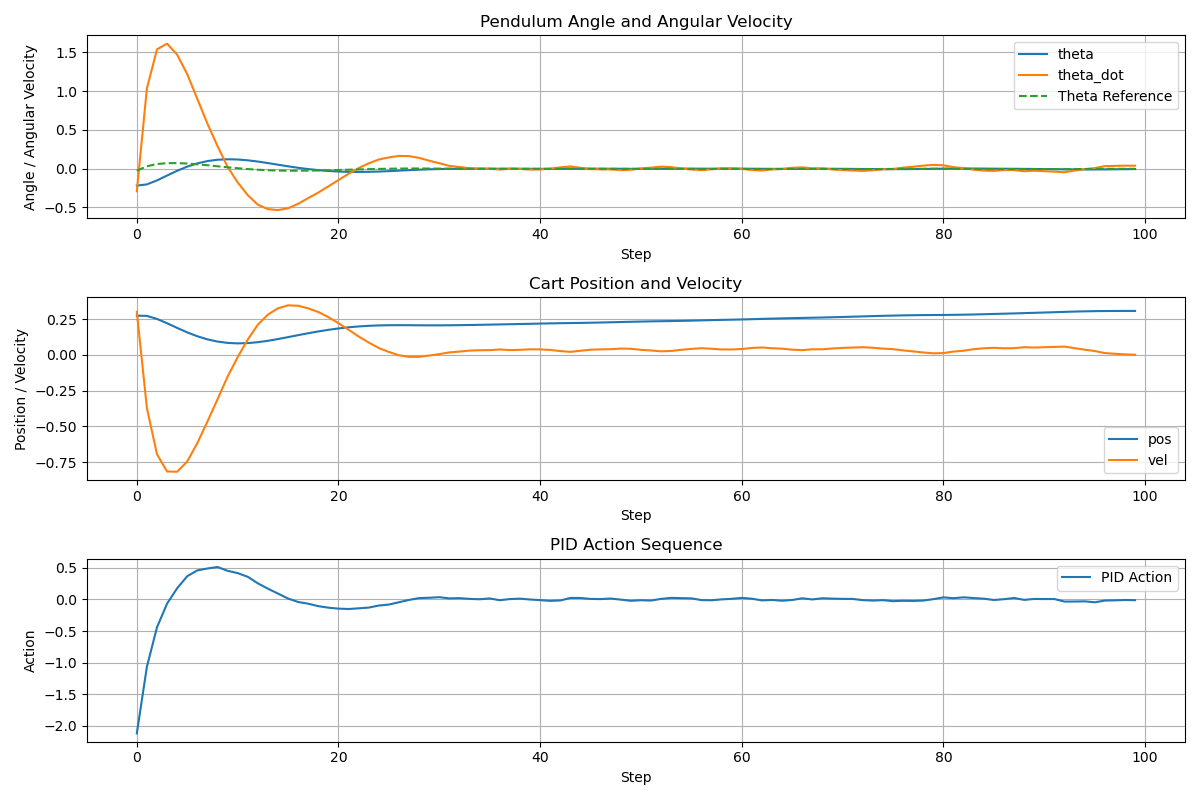 Pendulum Angle and Angular Velocity
Angle / Angular Velocity
1.5
1.0
0.5
0.0
−0.5
theta
theta_dot
Theta Reference
0 20 40 60 80 100
Step
Cart Position and Velocity
Position / Velocity
0.25
0.00
−0.25
−0.50
−0.75
pos
vel
0 20 40 60 80 100
Step
PID Action Sequence
Action
0.5
0.0
−0.5
−1.0
−1.5
−2.0
PID Action
0 20 40 60 80 100
Step